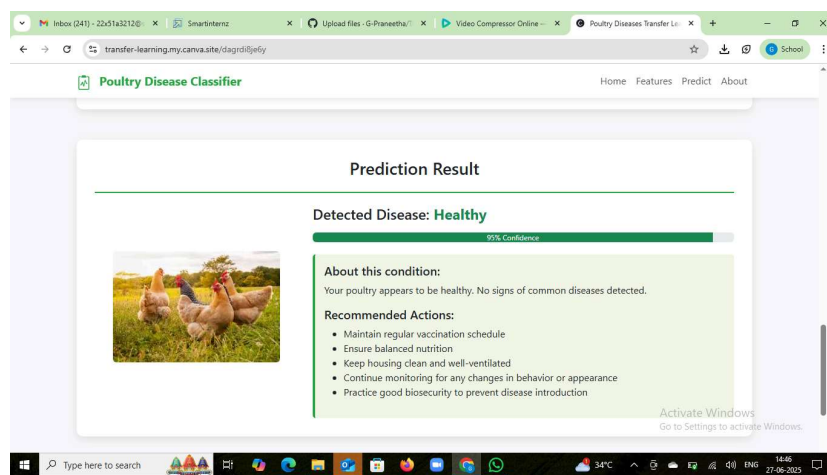 Inbox (241) - 22x51a3212@
Smartinternz
Upload files · G-Praneetha/
Video Compressor Online
Poultry Diseases Transfer Le
transfer-learning.my.canva.site/dagrdi8je6y
School
Poultry Disease Classifier
Home Features Predict About
Prediction Result
Detected Disease: Healthy
95% Confidence
About this condition:
Your poultry appears to be healthy. No signs of common diseases detected.
Recommended Actions:
• Maintain regular vaccination schedule
• Ensure balanced nutrition
• Keep housing clean and well-ventilated
• Continue monitoring for any changes in behavior or appearance
• Practice good biosecurity to prevent disease introduction
Activate Windows
Go to Settings to activate Windows.
Type here to search
34°C
ENG
14:46
27-06-2025